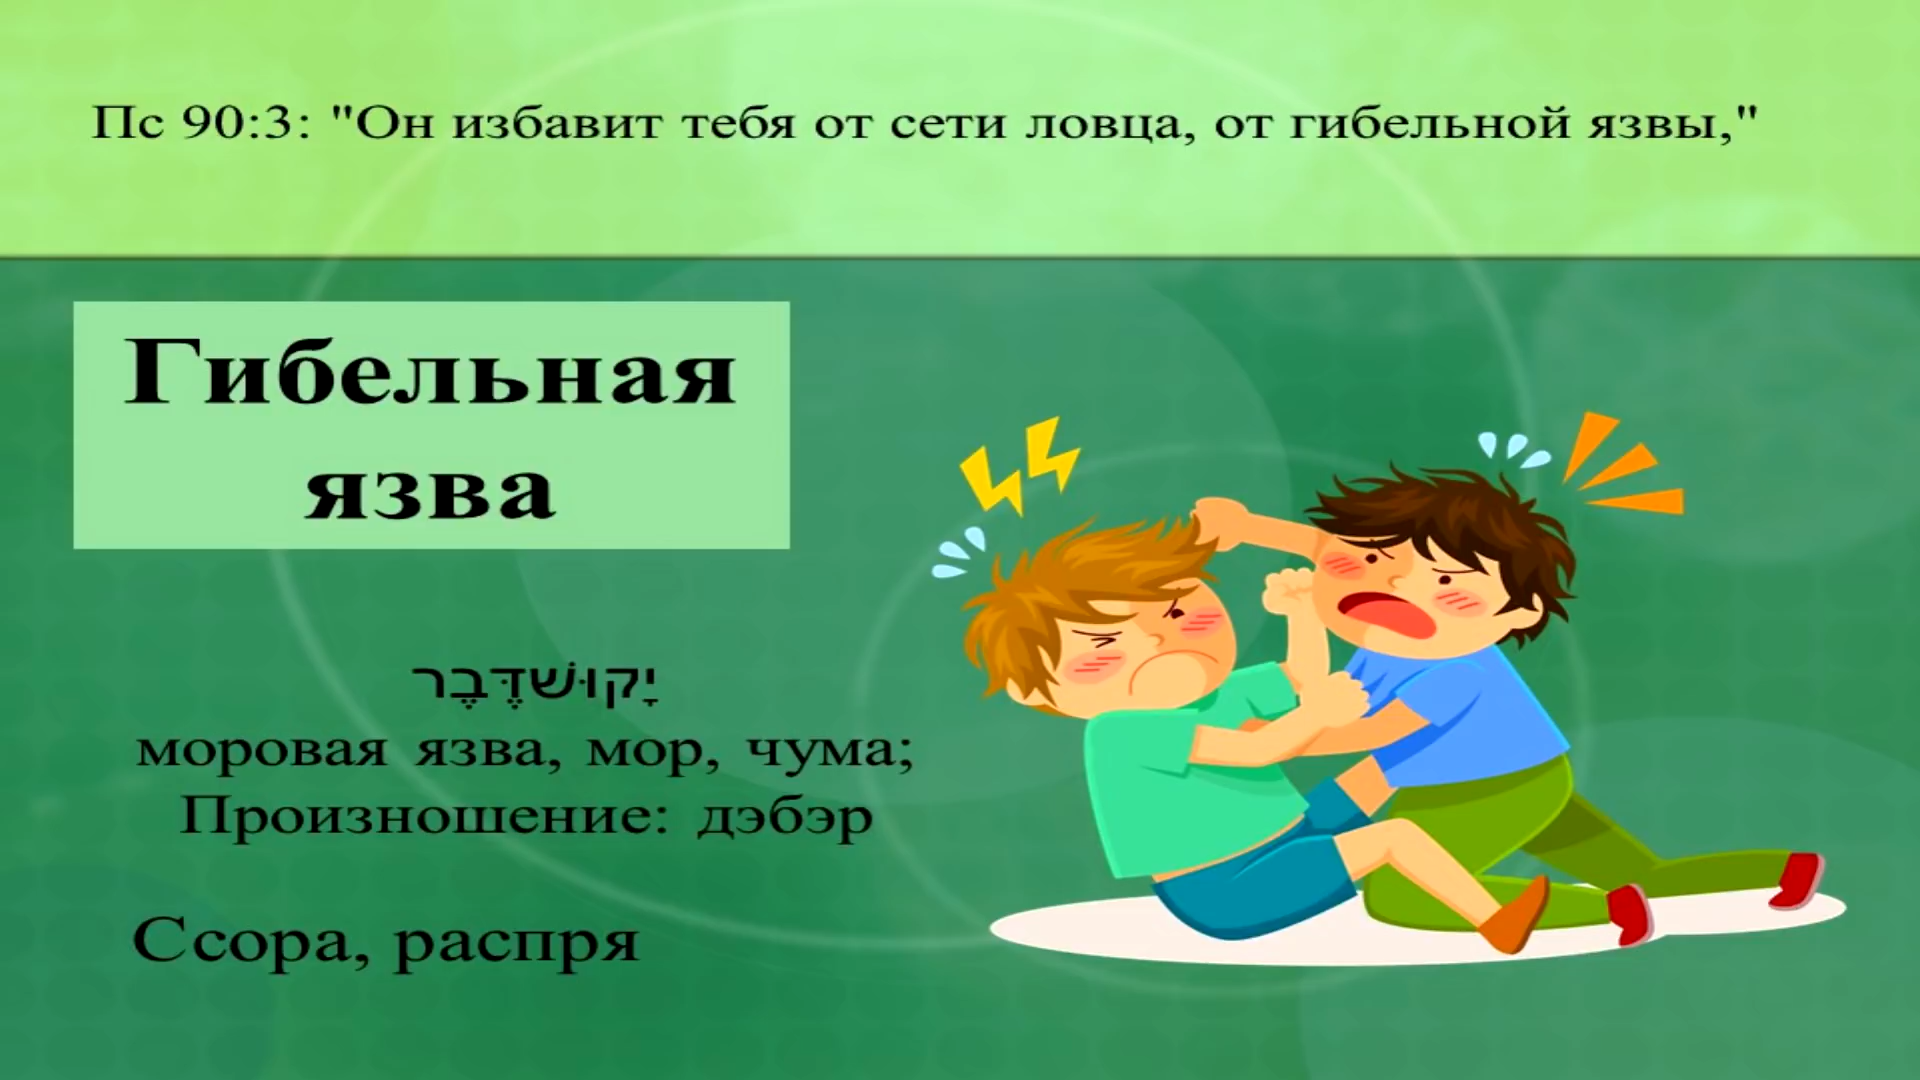 Пс 90:3: "Он избавит тебя от сети ловца, от гибельной язвы,"
Гибельная
язва
יָקוּשׁדֶּבֶר
моровая язва, мор, чума;
Произношение: дэбэр
Ссора, распря